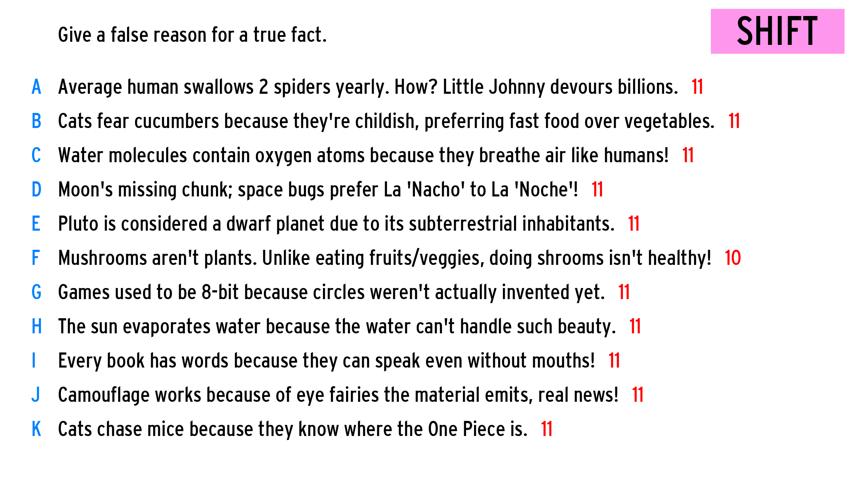 Give a false reason for a true fact.
SHIFT
A Average human swallows 2 spiders yearly. How? Little Johnny devours billions. 11
B Cats fear cucumbers because they're childish, preferring fast food over vegetables. 11
C Water molecules contain oxygen atoms because they breathe air like humans! 11
D Moon's missing chunk; space bugs prefer La 'Nacho' to La 'Noche'! 11
E Pluto is considered a dwarf planet due to its subterrestrial inhabitants. 11
F Mushrooms aren't plants. Unlike eating fruits/veggies, doing shrooms isn't healthy! 10
G Games used to be 8-bit because circles weren't actually invented yet. 11
H The sun evaporates water because the water can't handle such beauty. 11
I Every book has words because they can speak even without mouths! 11
J Camouflage works because of eye fairies the material emits, real news! 11
K Cats chase mice because they know where the One Piece is. 11